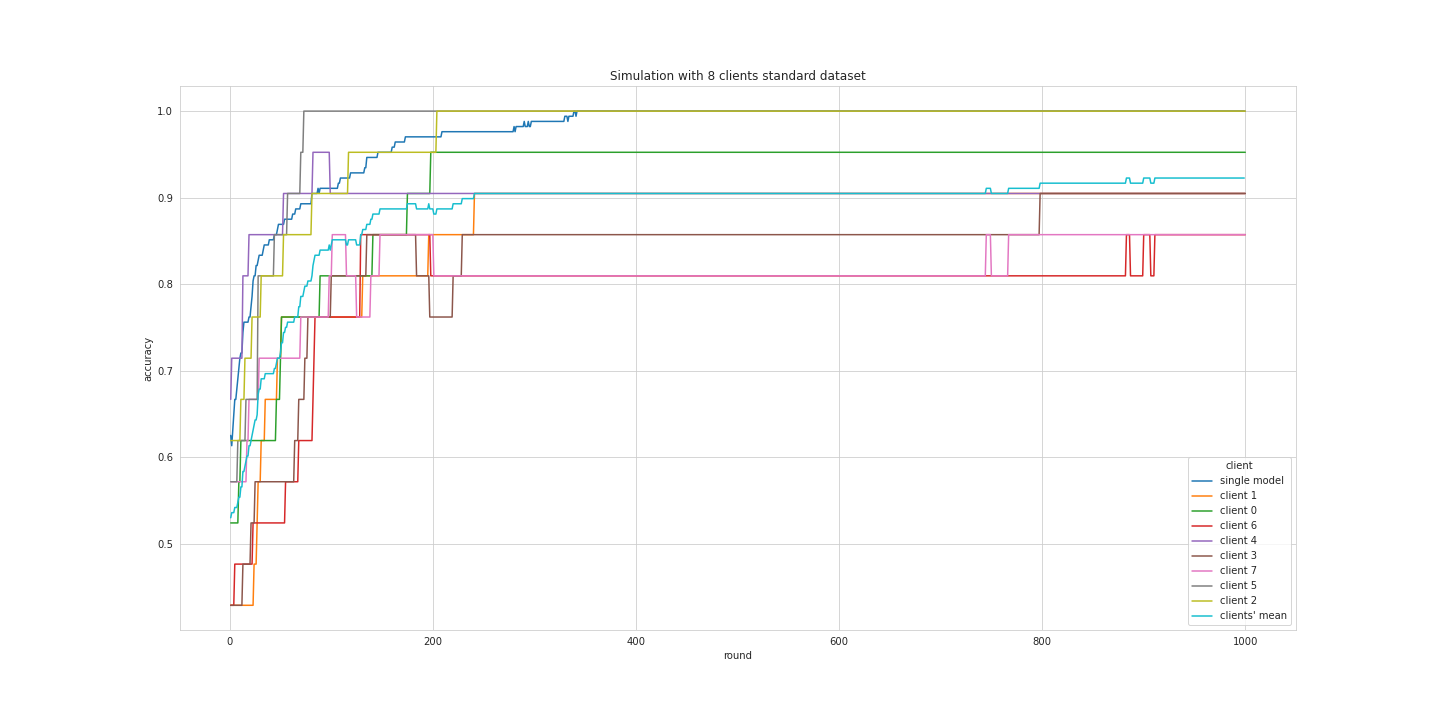 Simulation with 8 clients standard dataset
accuracy
1.0
0.9
0.8
0.7
0.6
0.5
0
200
400
600
800
1000
round
client
single model
client 1
client 0
client 6
client 4
client 3
client 7
client 5
client 2
clients' mean